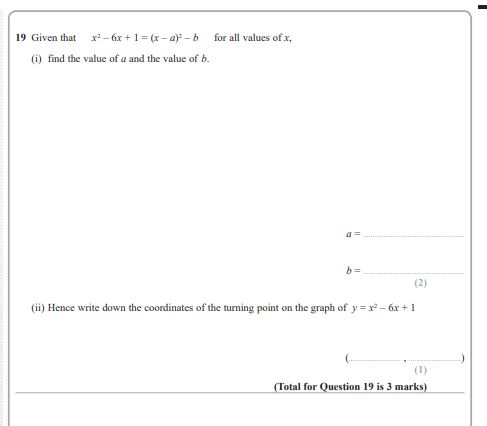 19 Given that x² – 6x + 1 = (x – a)² – b for all values of x,
(i) find the value of a and the value of b.
a =
b =
(2)
(ii) Hence write down the coordinates of the turning point on the graph of y = x² – 6x + 1
( , )
(1)
(Total for Question 19 is 3 marks)